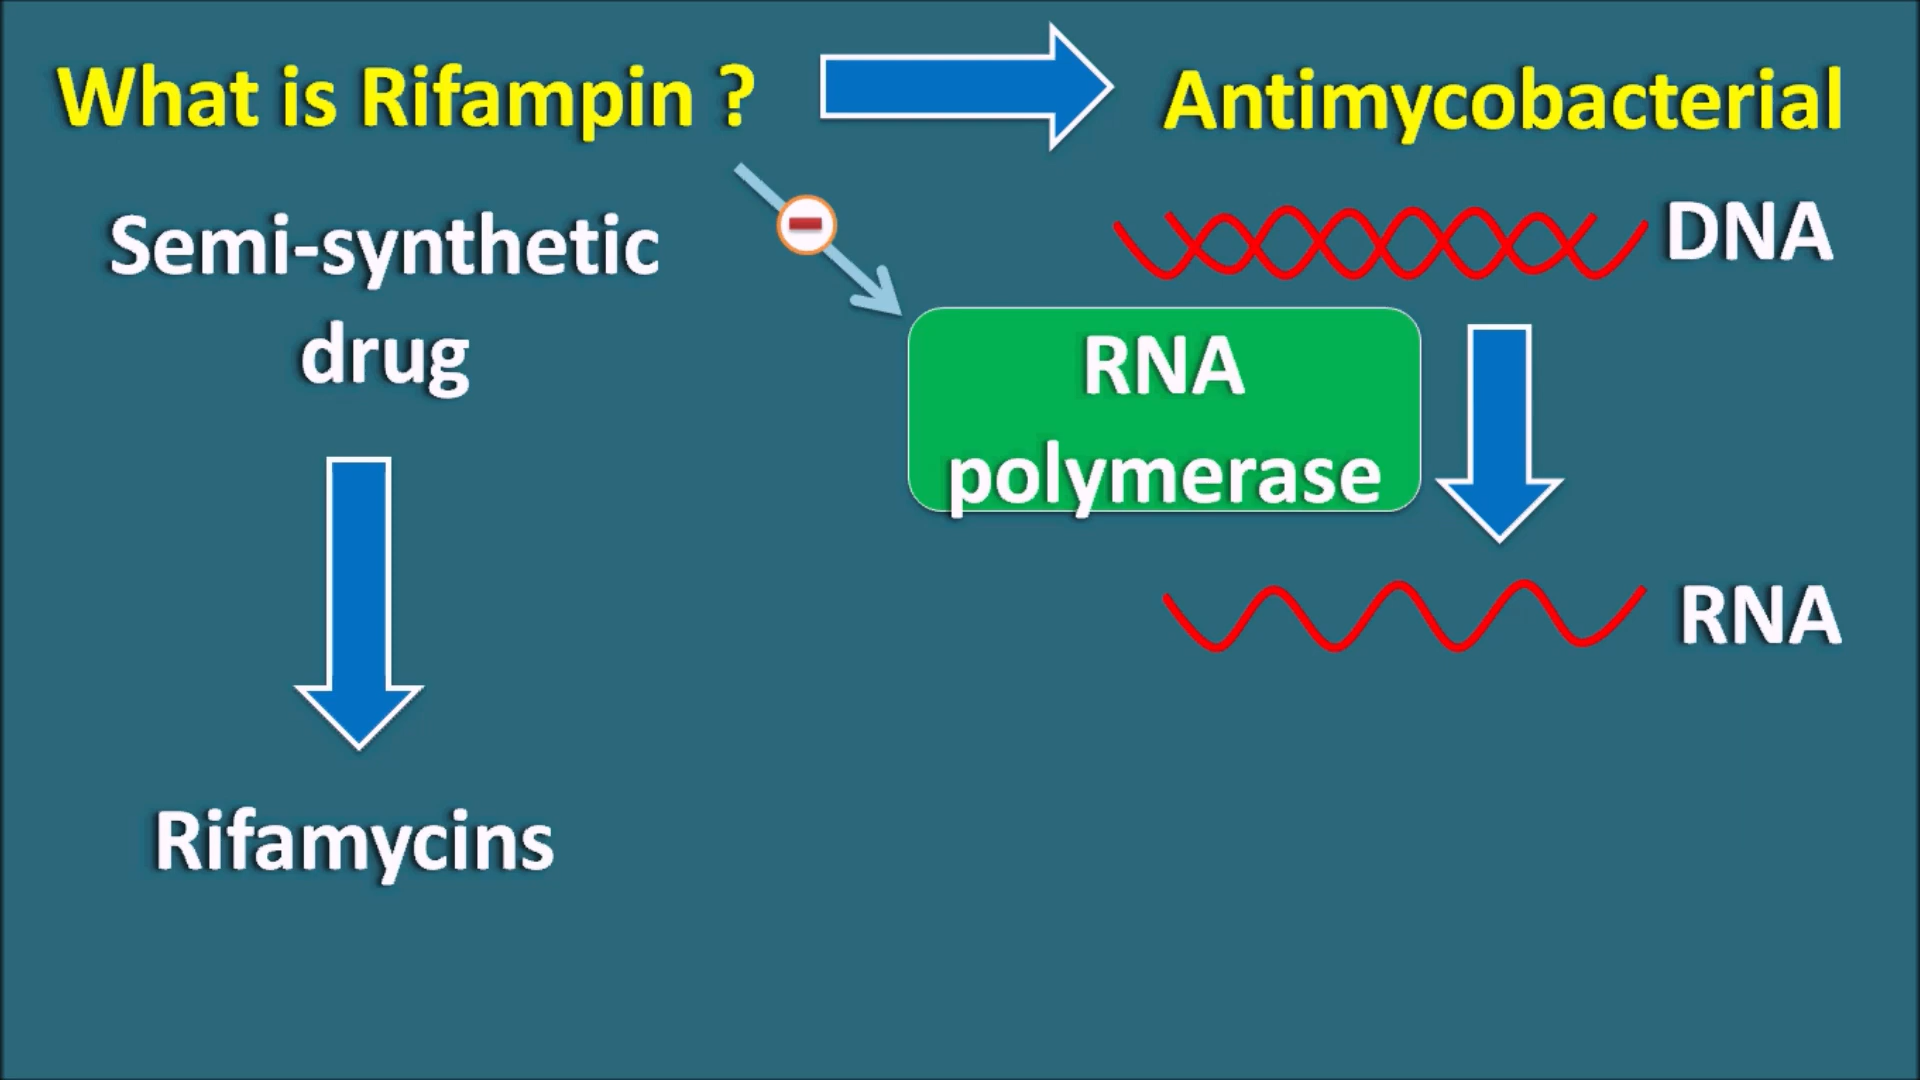 What is Rifampin ?
Antimycobacterial
Semi-synthetic
drug
Rifamycins
DNA
RNA
polymerase
RNA